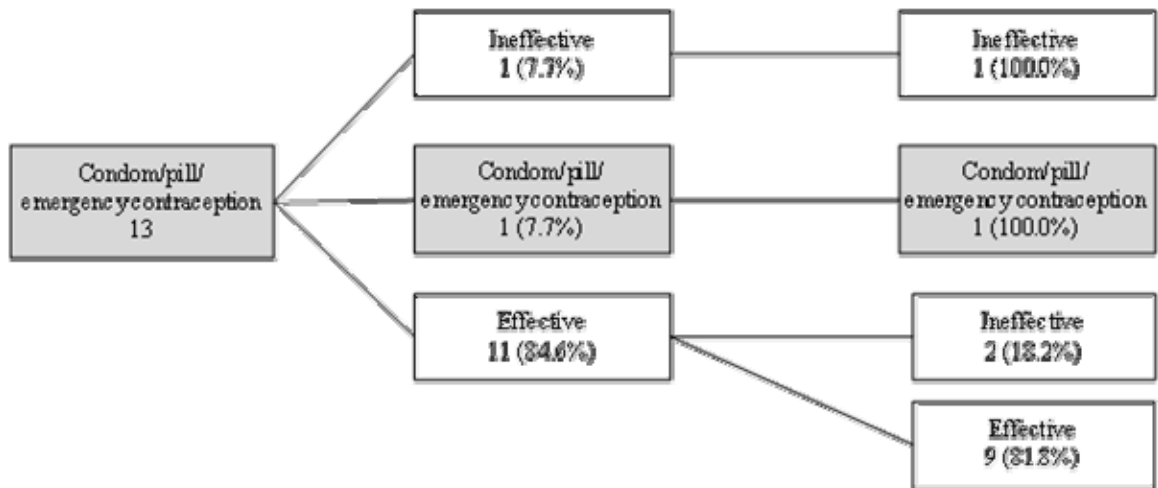 Ineffective
1 (7.7%)
Ineffective
1 (100.0%)
Condom/pill/
emergency contraception
13
Condom/pill/
emergency contraception
1 (7.7%)
Condom/pill/
emergency contraception
1 (100.0%)
Effective
11 (84.6%)
Ineffective
2 (18.2%)
Effective
9 (81.8%)